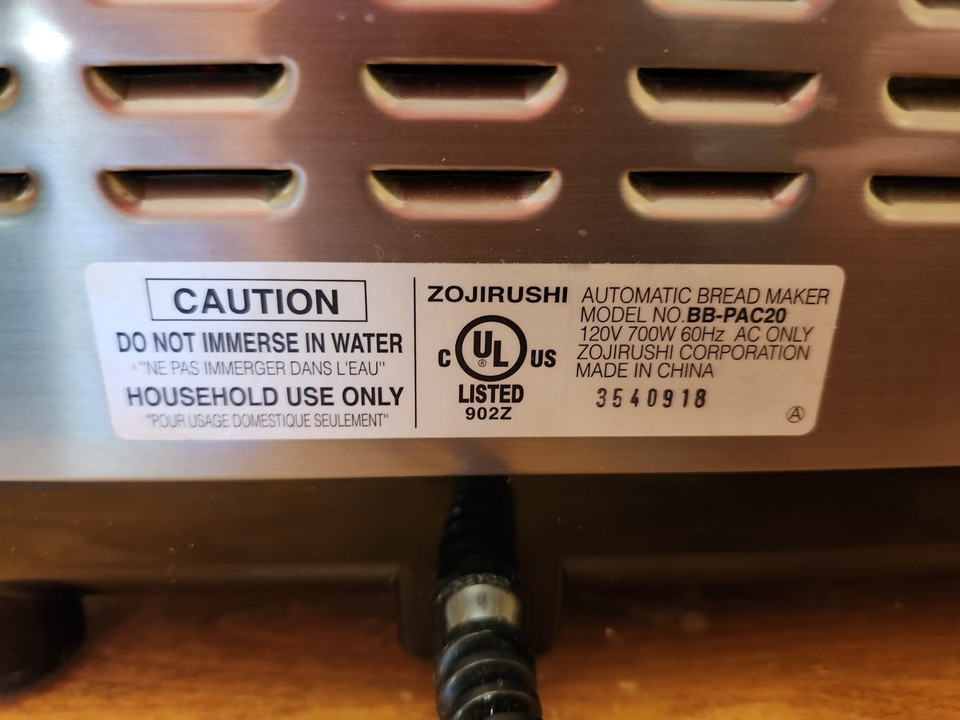 CAUTION
DO NOT IMMERSE IN WATER
"NE PAS IMMERGER DANS L'EAU"
HOUSEHOLD USE ONLY
"POUR USAGE DOMESTIQUE SEULEMENT"
ZOJIRUSHI
C UL ® US
LISTED
902Z
AUTOMATIC BREAD MAKER
MODEL NO.BB-PAC20
120V 700W 60Hz AC ONLY
ZOJIRUSHI CORPORATION
MADE IN CHINA
3540918
Ⓐ